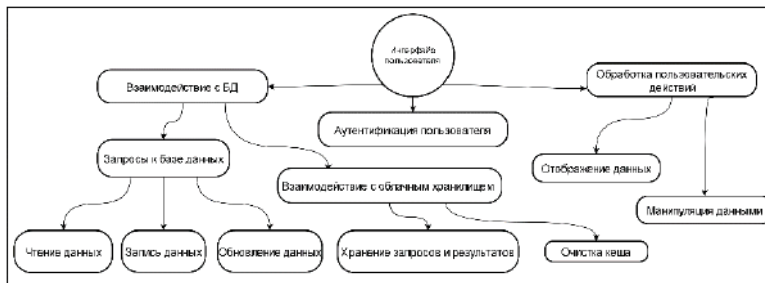 Интерфейс
пользователя
Взаимодействие с БД
Обработка пользовательских
действий
Аутентификация пользователя
Запросы к базе данных
Отображение данных
Взаимодействие с облачным хранилищем
Манипуляция данными
Чтение данных
Запись данных
Обновление данных
Хранение запросов и результатов
Очистка кеша